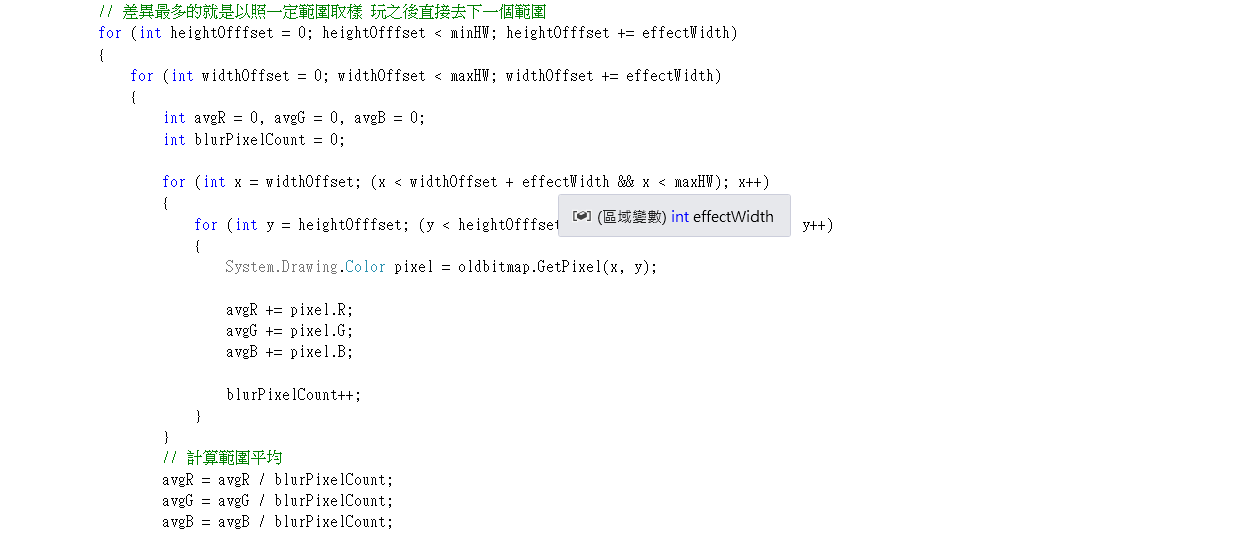 // 差異最多的就是以照一定範圍取樣 玩之後直接去下一個範圍
for (int heightOfffset = 0; heightOfffset < minHW; heightOfffset += effectWidth)
{
for (int widthOffset = 0; widthOffset < maxHW; widthOffset += effectWidth)
{
int avgR = 0, avgG = 0, avgB = 0;
int blurPixelCount = 0;
for (int x = widthOffset; (x < widthOffset + effectWidth && x < maxHW); x++)
{
(區域變數) int effectWidth
for (int y = heightOfffset; (y < heightOfffset y++)
{
System.Drawing.Color pixel = oldbitmap.GetPixel(x, y);
avgR += pixel.R;
avgG += pixel.G;
avgB += pixel.B;
blurPixelCount++;
}
}
// 計算範圍平均
avgR = avgR / blurPixelCount;
avgG = avgG / blurPixelCount;
avgB = avgB / blurPixelCount;